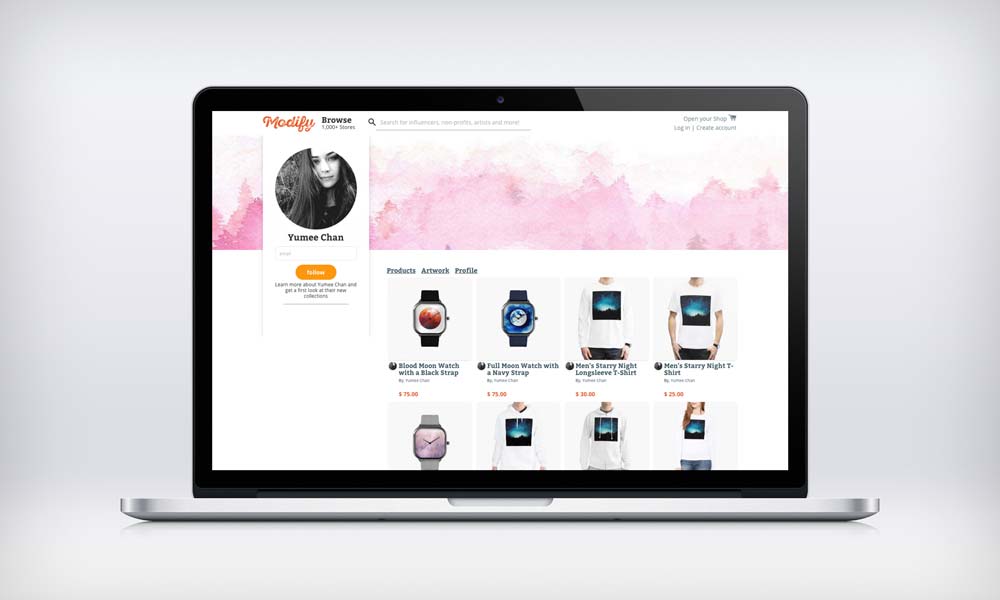 Modify
Browse
1,000+ Stores
Search for influencers, non-profits, artists and more!
Open your Shop
Log in | Create account
Yumee Chan
email
follow
Learn more about Yumee Chan and
get a first look at their new
collections
Products Artwork Profile
Blood Moon Watch
with a Black Strap
By, Yumee Chan
$ 75.00
Full Moon Watch with
a Navy Strap
By, Yumee Chan
$ 75.00
Men's Starry Night
Longsleeve T-Shirt
By, Yumee Chan
$ 30.00
Men's Starry Night T-
Shirt
By, Yumee Chan
$ 25.00